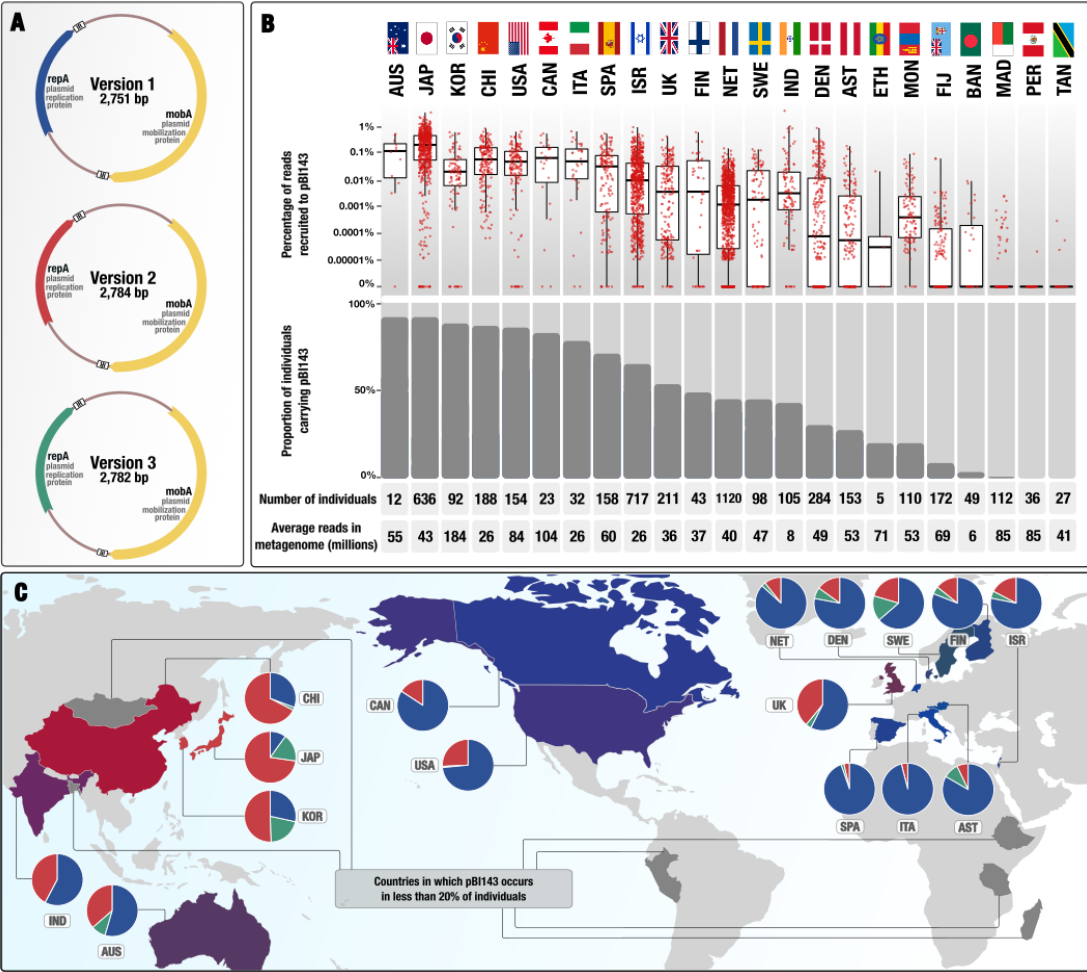 A
repA
plasmid
replication
protein
Version 1
2,751 bp
mobA
plasmid
mobilization
protein
repA
plasmid
replication
protein
Version 2
2,784 bp
mobA
plasmid
mobilization
protein
repA
plasmid
replication
protein
Version 3
2,782 bp
mobA
plasmid
mobilization
protein
B
AUS JAP KOR CHI USA CAN ITA SPA ISR UK FIN NET SWE IND DEN AST ETH MON FIJ BAN MAD PER TAN
Percentage of reads
recruited to pBI143
1%
0.1%
0.01%
0.001%
0.0001%
0.00001%
0%
Proportion of individuals
carrying pBI143
100%
50%
0%
Number of individuals 12 636 92 188 154 23 32 158 717 211 43 1120 98 105 284 153 5 110 172 49 112 36 27
Average reads in
metagenome (millions) 55 43 184 26 84 104 26 60 26 36 37 40 47 8 49 53 71 53 69 6 85 85 41
C
NET DEN SWE FIN ISR
CHI
CAN
UK
JAP
USA
KOR
SPA ITA AST
Countries in which pBI143 occurs
in less than 20% of individuals
IND
AUS